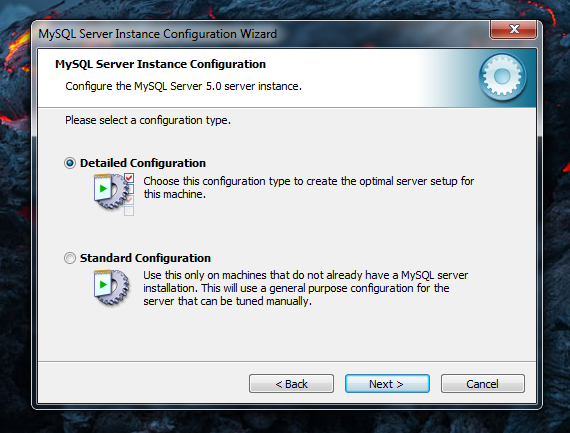 MySQL Server Instance Configuration Wizard
MySQL Server Instance Configuration
Configure the MySQL Server 5.0 server instance.
Please select a configuration type.
Detailed Configuration
Choose this configuration type to create the optimal server setup for
this machine.
Standard Configuration
Use this only on machines that do not already have a MySQL server
installation. This will use a general purpose configuration for the
server that can be tuned manually.
< Back
Next >
Cancel